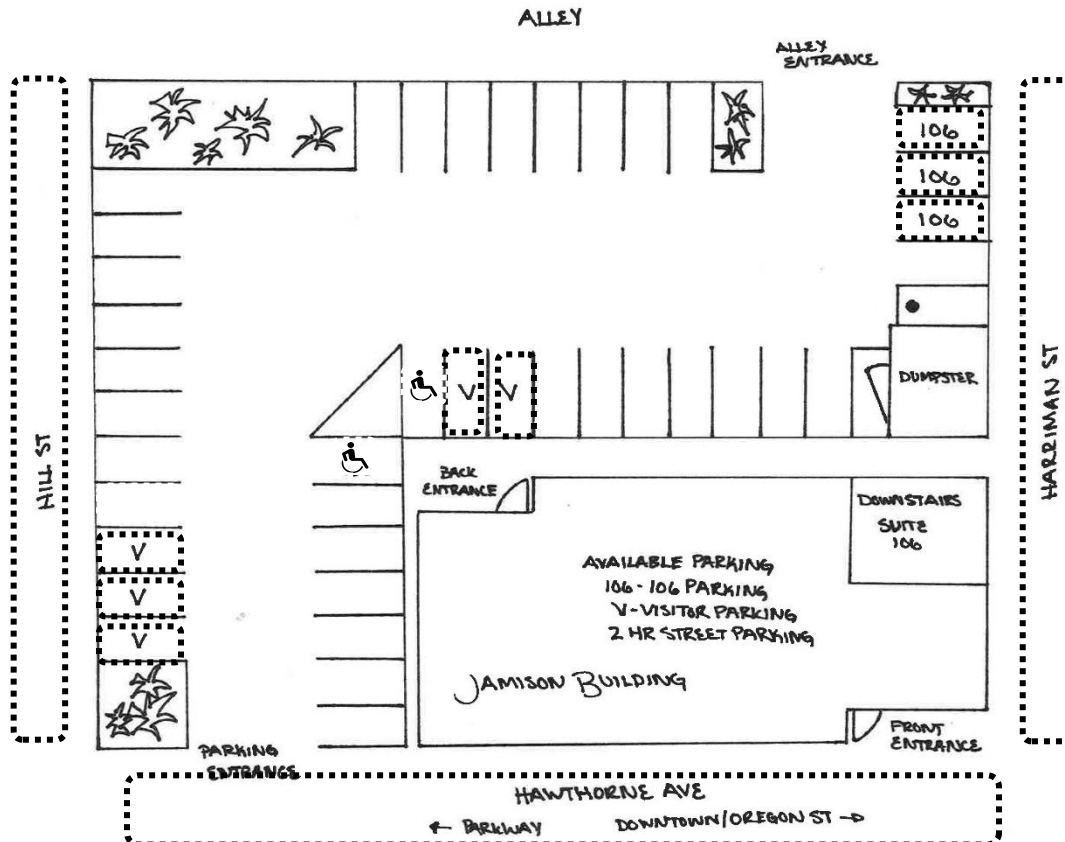 ALLEY
ALLEY
ENTRANCE
106
106
106
HILL ST
HARRIMAN ST
V
V
DUMPSTER
BACK
ENTRANCE
DOWNSTAIRS
SUITE
106
V
V
V
AVAILABLE PARKING
106-106 PARKING
V-VISITOR PARKING
2 HR STREET PARKING
JAMISON BUILDING
FRONT
ENTRANCE
PARKING
ENTRANCE
HAWTHORNE AVE
← PARKWAY
DOWNTOWN/OREGON ST →